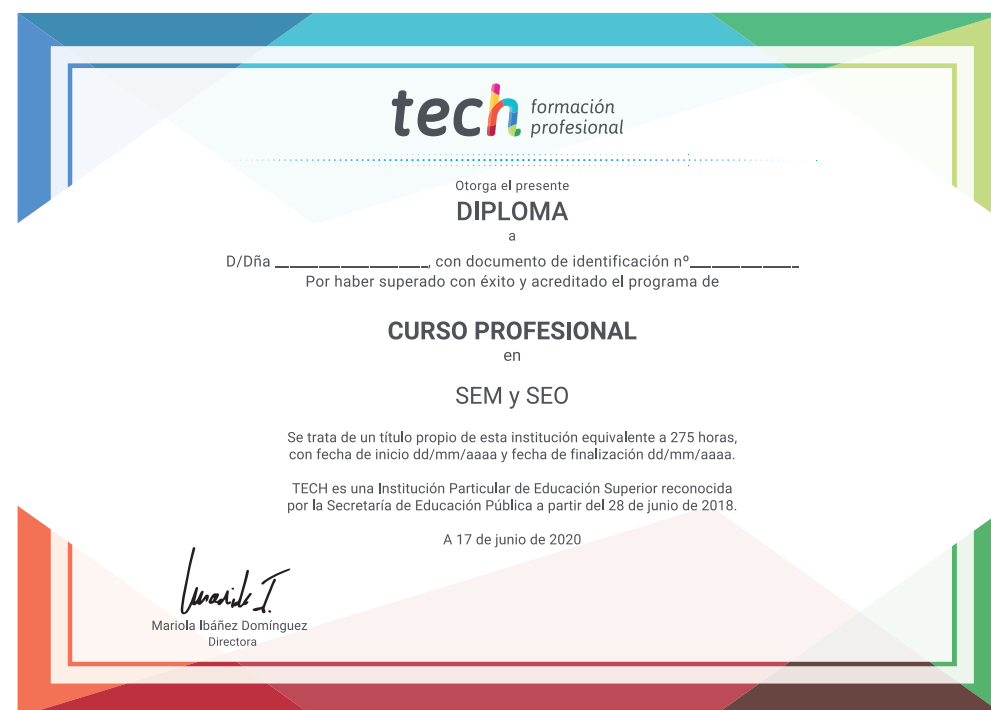 tech formación
profesional
Otorga el presente
DIPLOMA
a
D/Dña ______________________, con documento de identificación nº_______________
Por haber superado con éxito y acreditado el programa de
CURSO PROFESIONAL
en
SEM y SEO
Se trata de un título propio de esta institución equivalente a 275 horas,
con fecha de inicio dd/mm/aaaa y fecha de finalización dd/mm/aaaa.
TECH es una Institución Particular de Educación Superior reconocida
por la Secretaría de Educación Pública a partir del 28 de junio de 2018.
A 17 de junio de 2020
Mariola I.
Mariola Ibáñez Domínguez
Directora